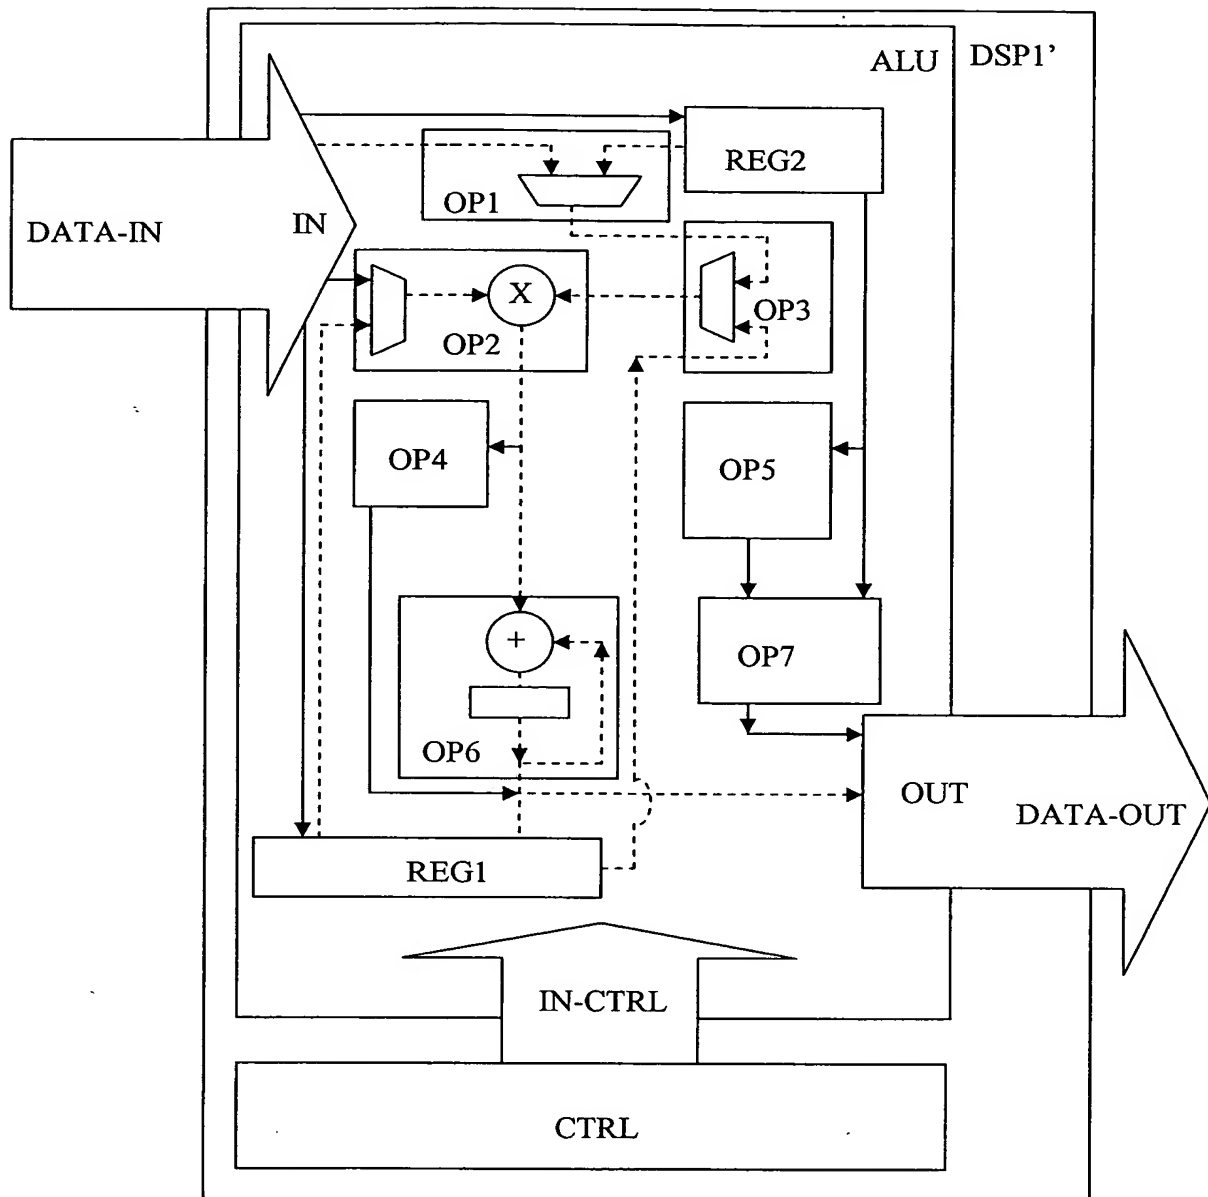 ALU
DSP1’
REG2
OP1
DATA-IN
IN
X
OP3
OP2
OP4
OP5
+
OP7
OP6
OUT
DATA-OUT
REG1
IN-CTRL
CTRL